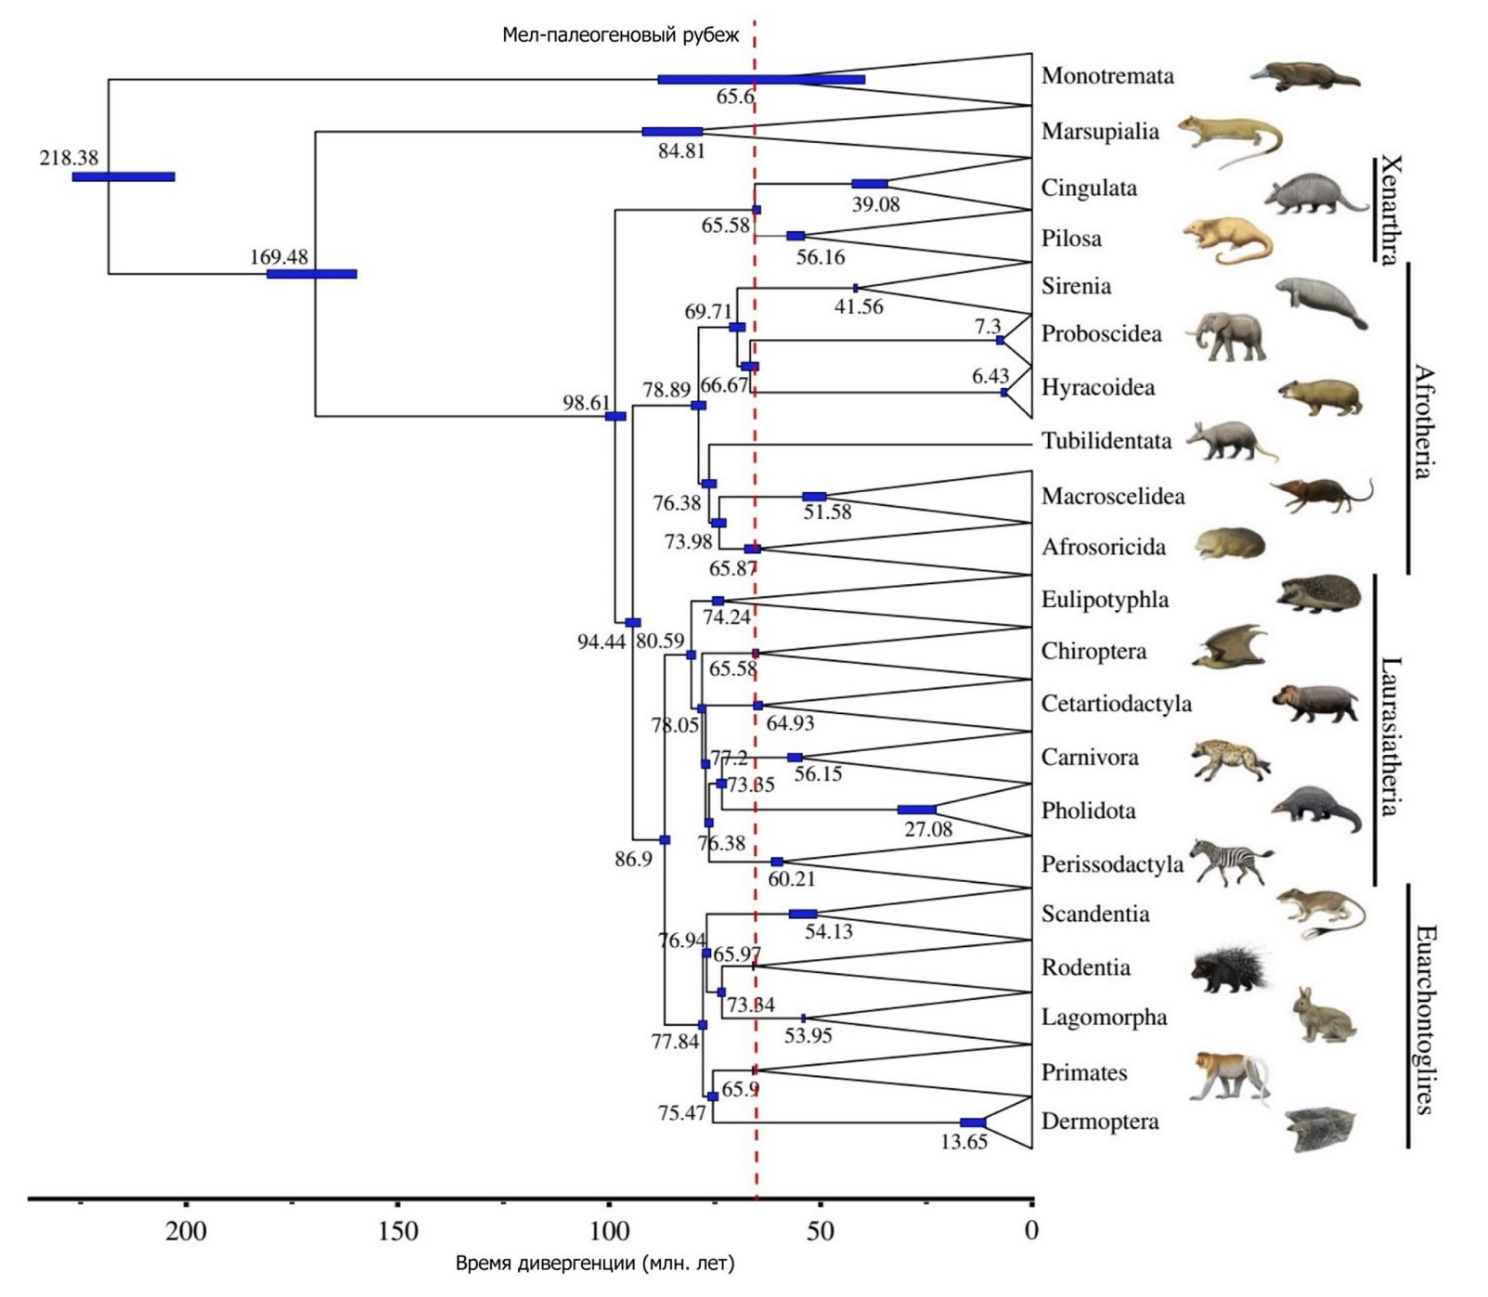 Мел-палеогеновый рубеж
Monotremata
65.6
Marsupialia
84.81
218.38
Cingulata
39.08
65.58
Pilosa
56.16
Xenarthra
169.48
Sirenia
41.56
69.71
7.3
Proboscidea
66.67
6.43
Hyracoidea
78.89
98.61
Tubilidentata
Afrotheria
76.38
Macroscelidea
51.58
73.98
Afrosoricida
65.87
Eulipotyphla
74.24
94.44
80.59
Chiroptera
65.58
Cetartiodactyla
64.93
78.05
Laurasiatheria
77.2
Carnivora
56.15
73.35
Pholidota
27.08
76.38
86.9
Perissodactyla
60.21
Scandentia
54.13
76.94
65.97
Rodentia
73.34
Lagomorpha
53.95
77.84
Euarchontoglires
Primates
65.9
75.47
Dermoptera
13.65
200
150
100
50
0
Время дивергенции (млн. лет)